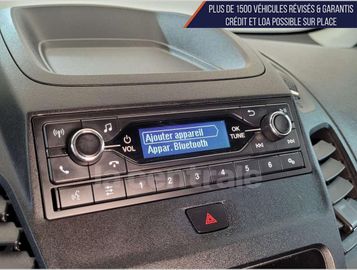 PLUS DE 1500 VÉHICULES RÉVISÉS & GARANTIS
CRÉDIT ET LOA POSSIBLE SUR PLACE
Ajouter appareil
Appar. Bluetooth
VOL
OK
TUNE
1 2 3 4 5 6
lacentrale